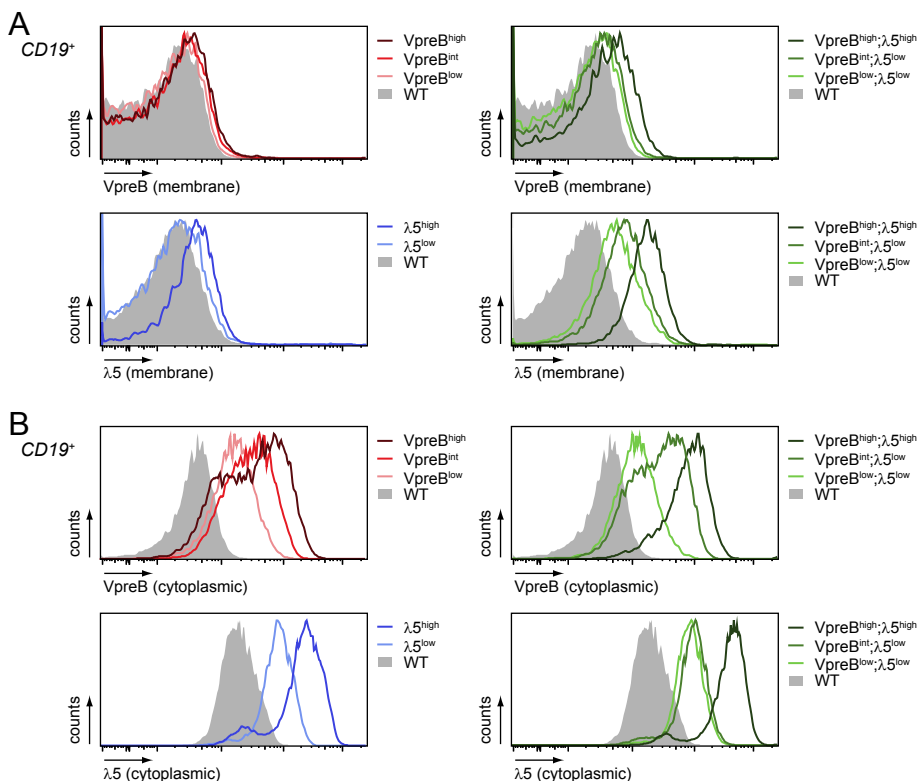 A
CD19⁺
VpreBhigh
VpreBint
VpreBlow
WT
counts
VpreB (membrane)
VpreBhigh;λ5high
VpreBint;λ5low
VpreBlow;λ5low
WT
counts
VpreB (membrane)
λ5high
λ5low
WT
counts
λ5 (membrane)
VpreBhigh;λ5high
VpreBint;λ5low
VpreBlow;λ5low
WT
counts
λ5 (membrane)
B
CD19⁺
VpreBhigh
VpreBint
VpreBlow
WT
counts
VpreB (cytoplasmic)
VpreBhigh;λ5high
VpreBint;λ5low
VpreBlow;λ5low
WT
counts
VpreB (cytoplasmic)
λ5high
λ5low
WT
counts
λ5 (cytoplasmic)
VpreBhigh;λ5high
VpreBint;λ5low
VpreBlow;λ5low
WT
counts
λ5 (cytoplasmic)